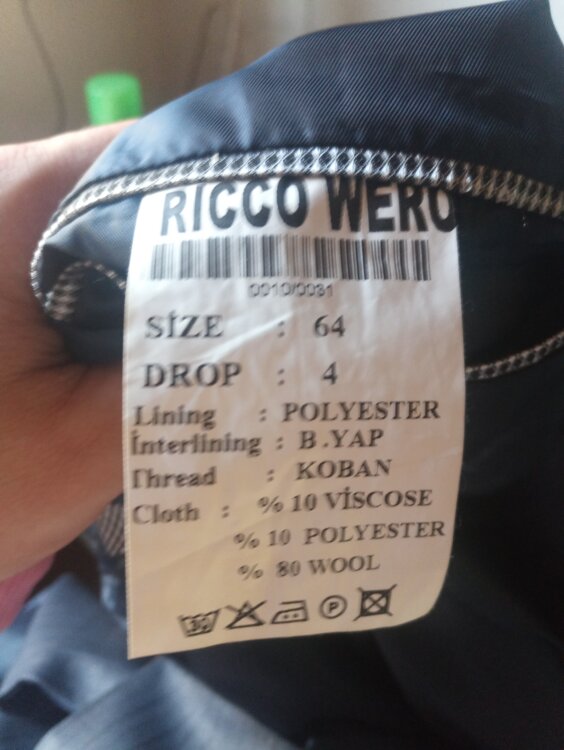 RICCO WERO
0010/0031
SİZE : 64
DROP : 4
Lining : POLYESTER
İnterlining : B.YAP
Thread : KOBAN
Cloth : % 10 VİSCOSE
% 10 POLYESTER
% 80 WOOL
30 P